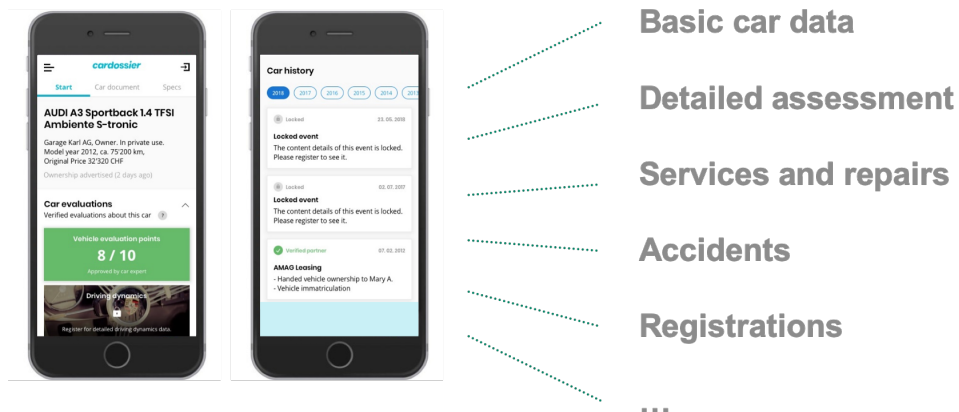 cardossier
Start Car document Specs
AUDI A3 Sportback 1.4 TFSI
Ambiente S-tronic
Garage Karl AG, Owner. In private use.
Model year 2012, ca. 75'200 km,
Original Price 32'320 CHF
Ownership advertised (2 days ago)
Car evaluations
Verified evaluations about this car ?
Vehicle evaluation points
8 / 10
Approved by car expert
Driving dynamics
Register for detailed driving dynamics data.
Car history
2018 2017 2016 2015 2014 2013
Locked 23. 05. 2018
Locked event
The content details of this event is locked.
Please register to see it.
Locked 02. 07. 2017
Locked event
The content details of this event is locked.
Please register to see it.
Verified partner 07. 02. 2012
AMAG Leasing
- Handed vehicle ownership to Mary A.
- Vehicle immatriculation
Basic car data
Detailed assessment
Services and repairs
Accidents
Registrations
...